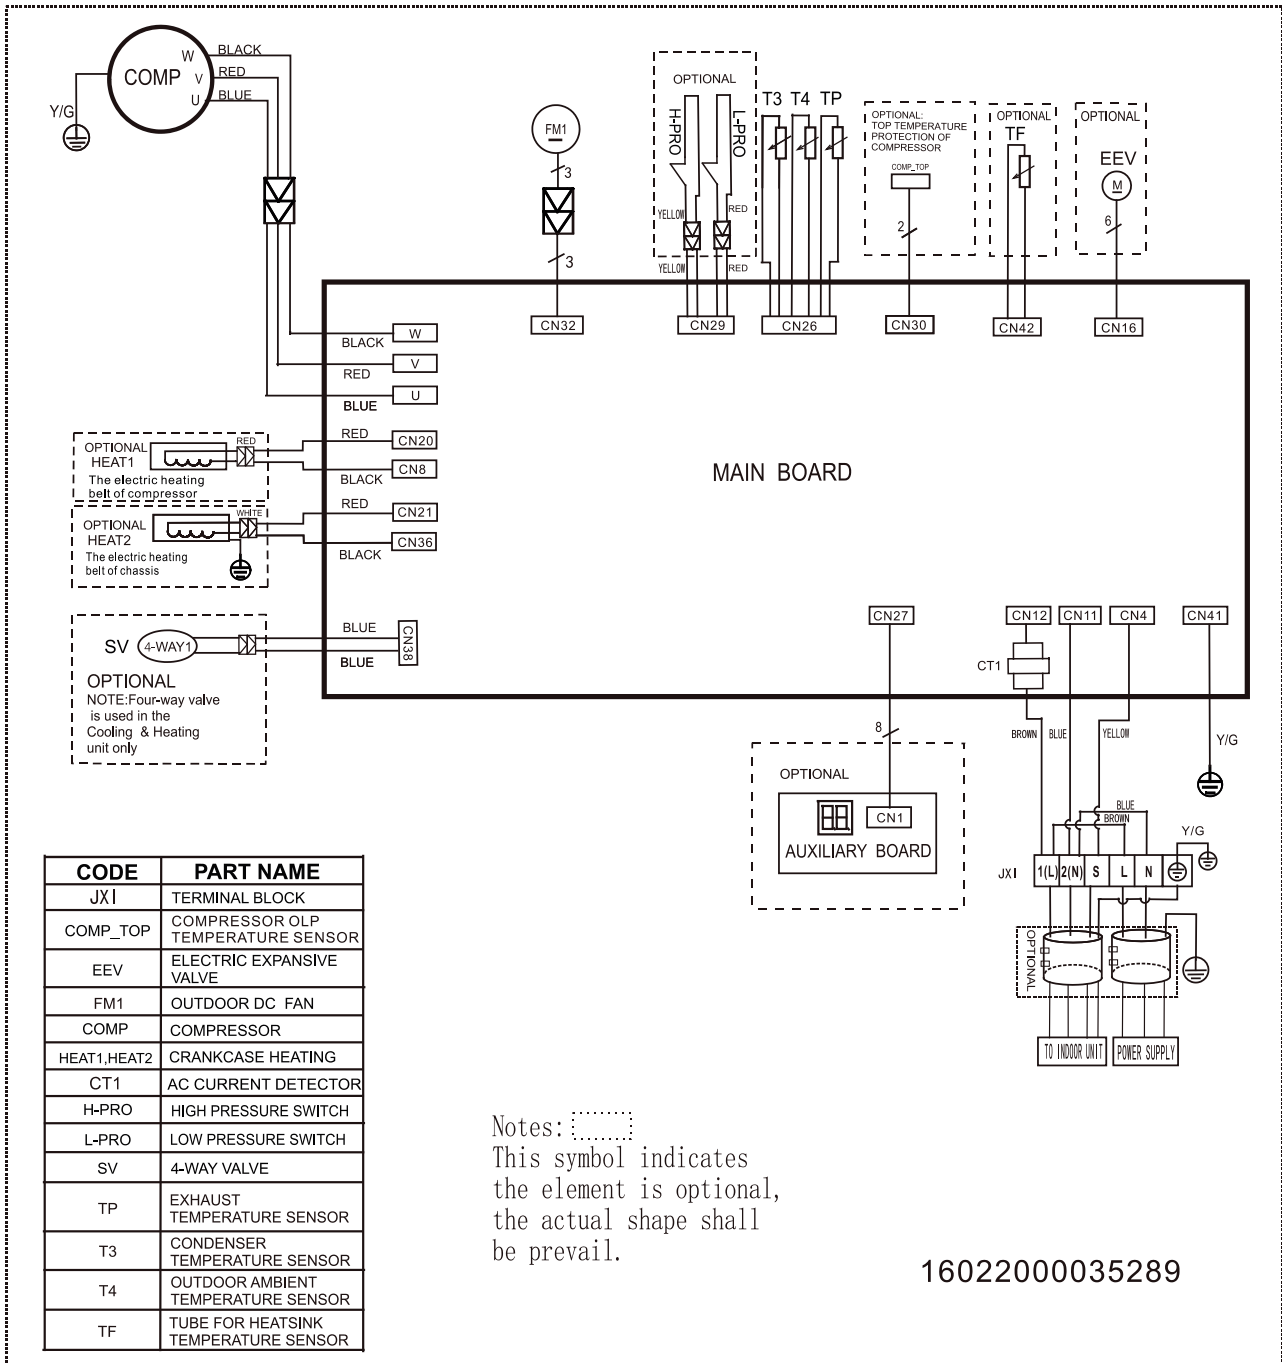 COMP
W
V
U
BLACK
RED
BLUE
Y/G
FM1
3
3
OPTIONAL
H-PRO
L-PRO
YELLOW
RED
YELLOW
RED
T3 T4 TP
OPTIONAL:
TOP TEMPERATURE
PROTECTION OF
COMPRESSOR
COMP_TOP
2
OPTIONAL
TF
OPTIONAL
EEV
M
6
CN32
CN29
CN26
CN30
CN42
CN16
BLACK
W
RED
V
BLUE
U
OPTIONAL
HEAT1
The electric heating
belt of compressor
RED
RED
CN20
BLACK
CN8
OPTIONAL
HEAT2
The electric heating
belt of chassis
WHITE
RED
CN21
BLACK
CN36
MAIN BOARD
SV
4-WAY1
OPTIONAL
NOTE:Four-way valve
is used in the
Cooling & Heating
unit only
BLUE
BLUE
CN38
CN27
CN12
CN11
CN4
CN41
CT1
8
BROWN
BLUE
YELLOW
Y/G
OPTIONAL
CN1
AUXILIARY BOARD
BLUE
BROWN
Y/G
JX1
1(L)
2(N)
S
L
N
OPTIONAL
TO INDOOR UNIT
POWER SUPPLY
CODE PART NAME
JX1 TERMINAL BLOCK
COMP_TOP COMPRESSOR OLP
TEMPERATURE SENSOR
EEV ELECTRIC EXPANSIVE
VALVE
FM1 OUTDOOR DC FAN
COMP COMPRESSOR
HEAT1,HEAT2 CRANKCASE HEATING
CT1 AC CURRENT DETECTOR
H-PRO HIGH PRESSURE SWITCH
L-PRO LOW PRESSURE SWITCH
SV 4-WAY VALVE
TP EXHAUST
TEMPERATURE SENSOR
T3 CONDENSER
TEMPERATURE SENSOR
T4 OUTDOOR AMBIENT
TEMPERATURE SENSOR
TF TUBE FOR HEATSINK
TEMPERATURE SENSOR
Notes:
This symbol indicates
the element is optional,
the actual shape shall
be prevail.
16022000035289